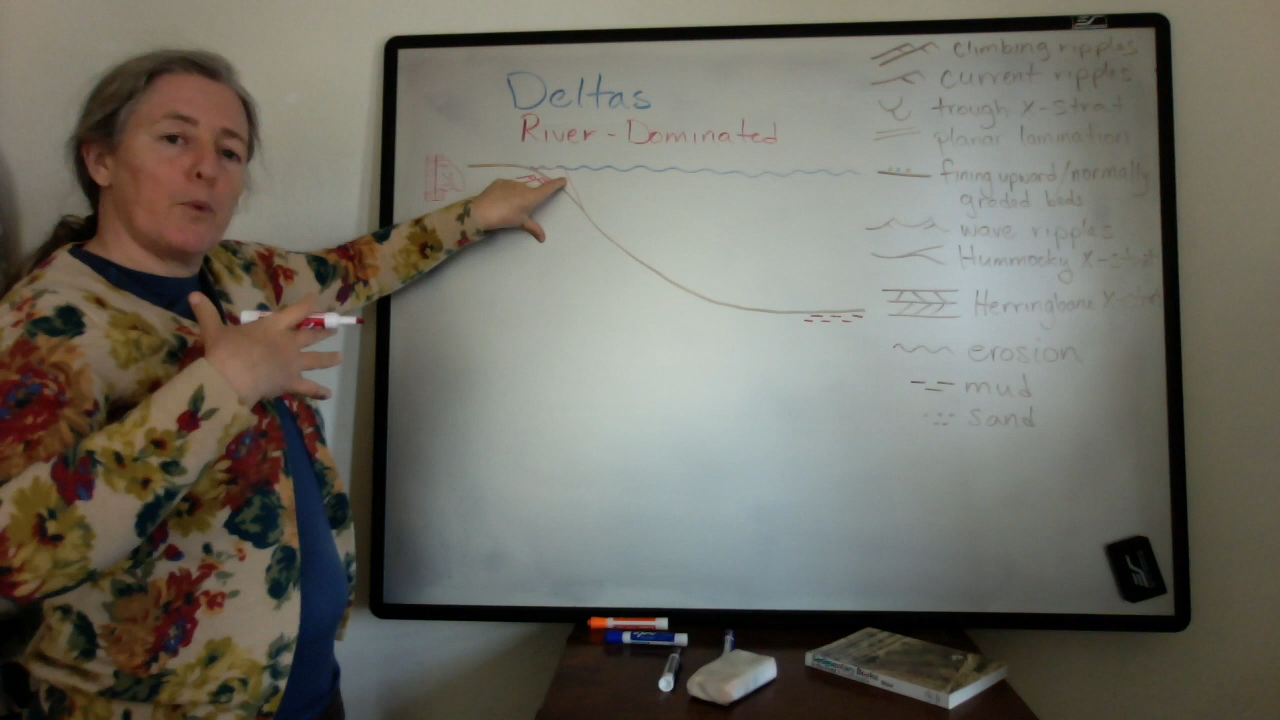 Deltas
River-Dominated
climbing ripples
current ripples
trough X-strat
planar lamination
fining upward/normally
graded beds
wave ripples
Hummocky X-strat
Herringbone X-strat
erosion
mud
sand